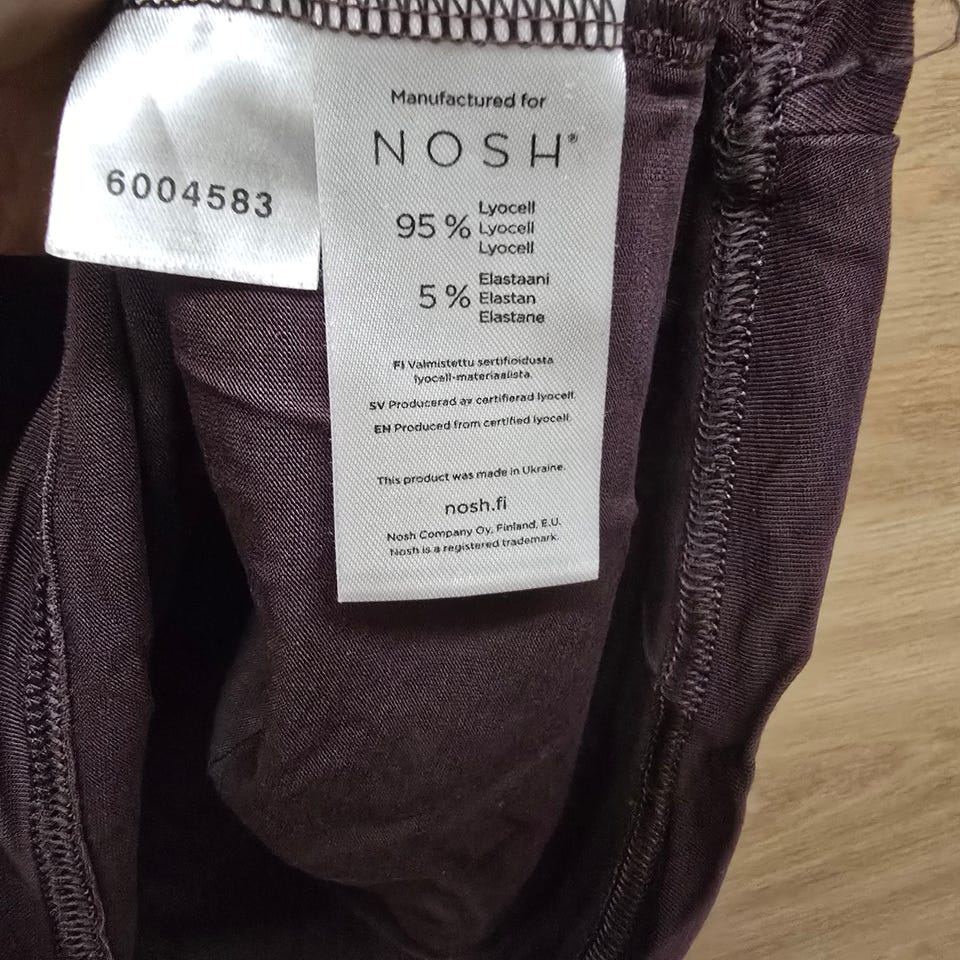 6004583
Manufactured for
NOSH®
95 % Lyocell
Lyocell
Lyocell
5 % Elastaani
Elastan
Elastane
FI Valmistettu sertifioidusta
lyocell-materiaalista.
SV Producerad av certifierad lyocell.
EN Produced from certified lyocell.
This product was made in Ukraine.
nosh.fi
Nosh Company Oy, Finland, E.U.
Nosh is a registered trademark.